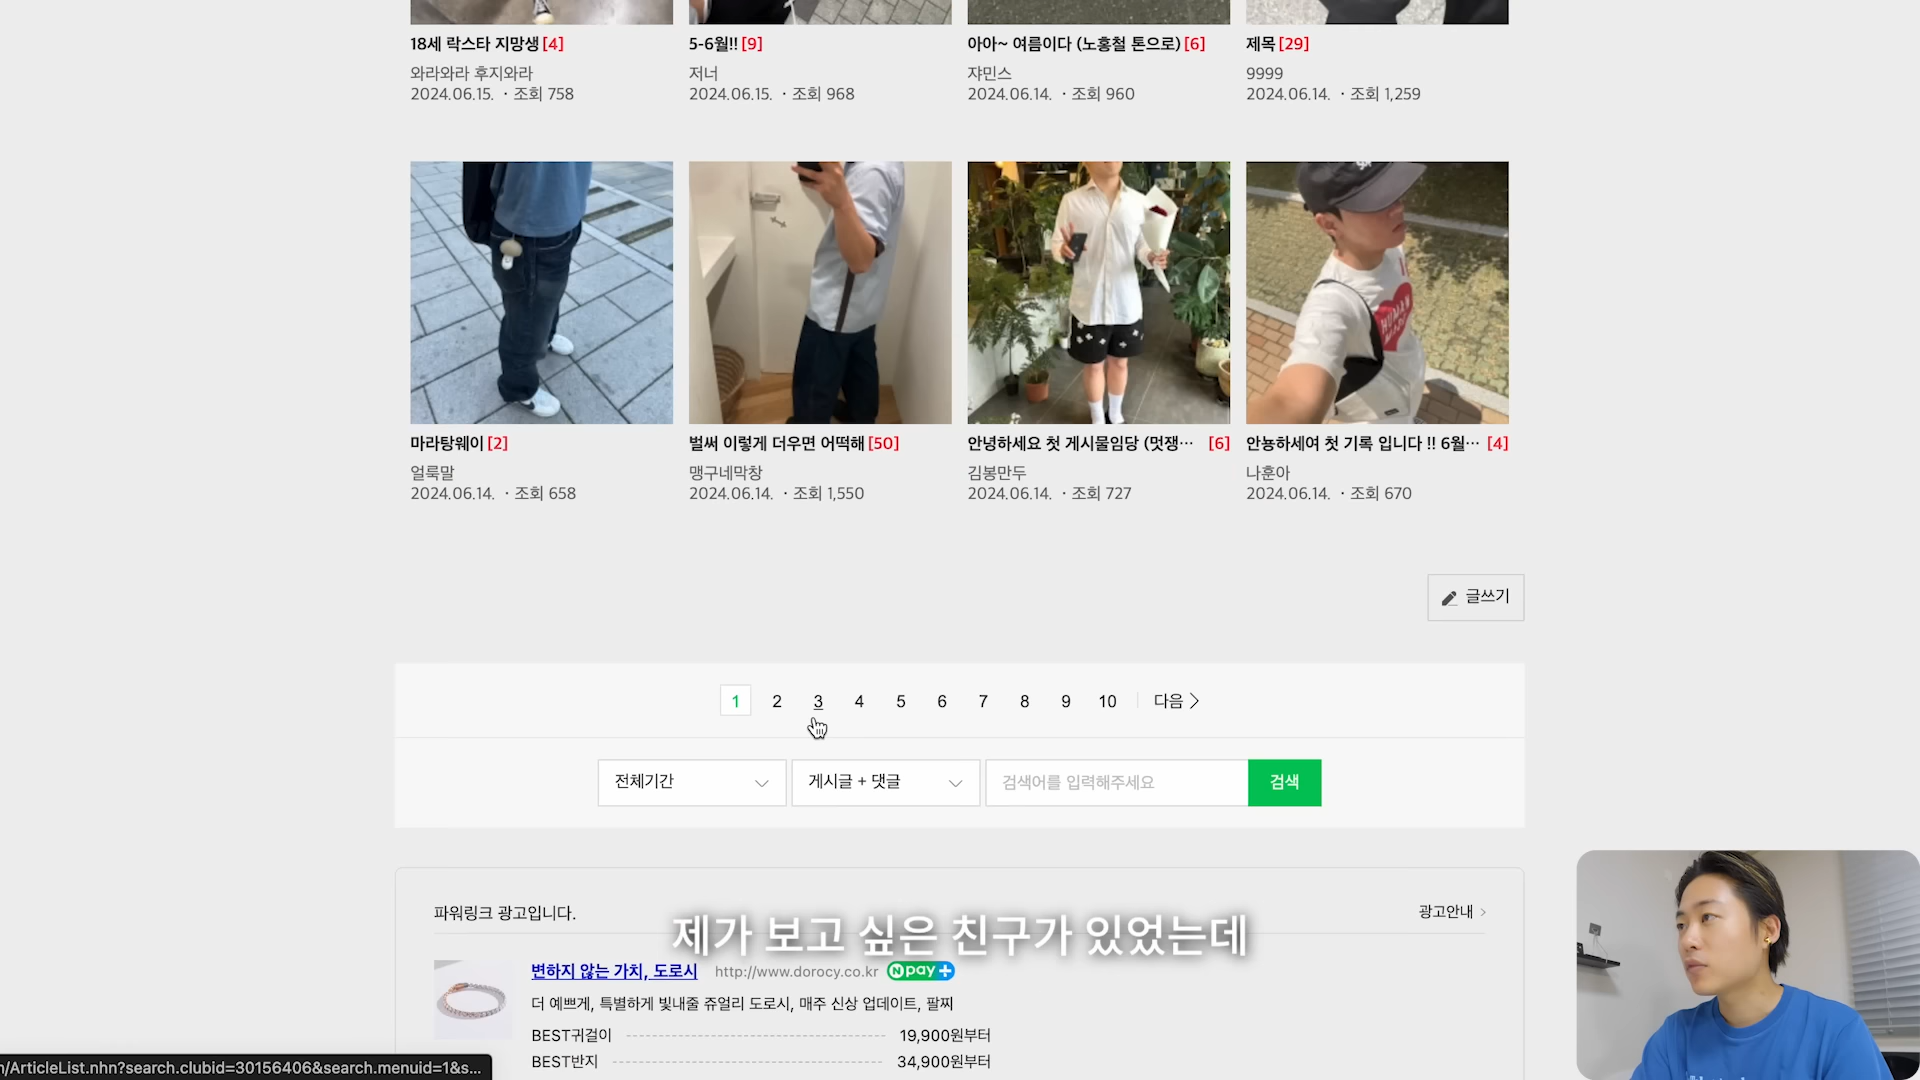 18세 락스타 지망생 [4]
와라와라 후지와라
2024.06.15. · 조회 758
5-6월!! [9]
저너
2024.06.15. · 조회 968
아아~ 여름이다 (노홍철 톤으로) [6]
쟈민스
2024.06.14. · 조회 960
제목 [29]
9999
2024.06.14. · 조회 1,259
마라탕웨이 [2]
얼룩말
2024.06.14. · 조회 658
벌써 이렇게 더우면 어떡해 [50]
맹구네막창
2024.06.14. · 조회 1,550
안녕하세요 첫 게시물임당 (멋쟁… [6]
김봉만두
2024.06.14. · 조회 727
HUMAN
안뇽하세여 첫 기록 입니다 !! 6월… [4]
나훈아
2024.06.14. · 조회 670
글쓰기
1 2 3 4 5 6 7 8 9 10 다음 >
전체기간 게시글 + 댓글 검색어를 입력해주세요 검색
파워링크 광고입니다. 광고안내 >
제가 보고 싶은 친구가 있었는데
변하지 않는 가치, 도로시 http://www.dorocy.co.kr N pay +
더 예쁘게, 특별하게 빛내줄 쥬얼리 도로시, 매주 신상 업데이트, 팔찌
BEST귀걸이 19,900원부터
BEST반지 34,900원부터
n/ArticleList.nhn?search.clubid=30156406&search.menuid=1&s...